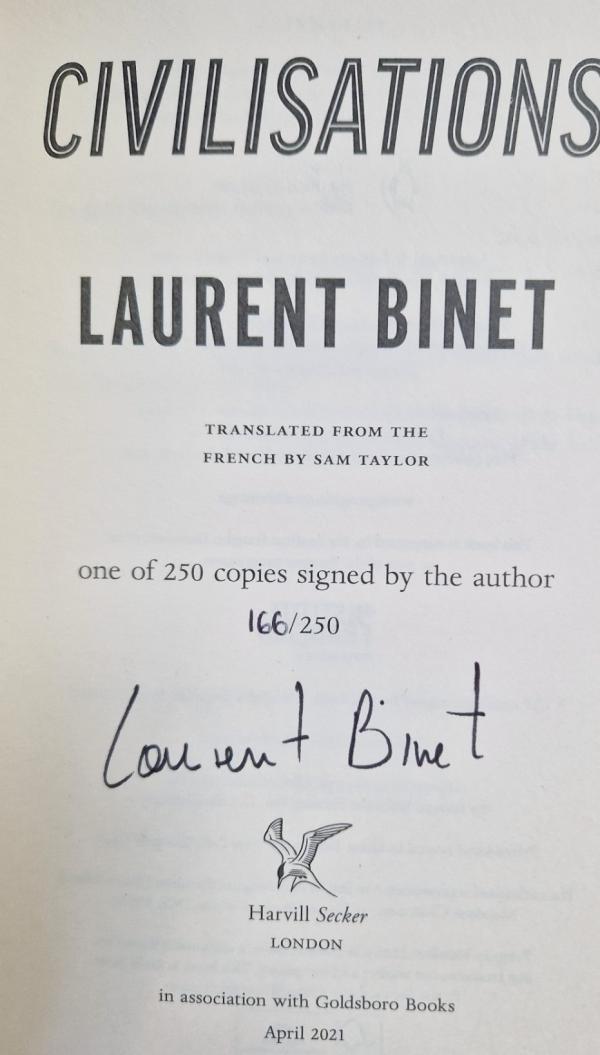 CIVILISATIONS
LAURENT BINET
TRANSLATED FROM THE
FRENCH BY SAM TAYLOR
one of 250 copies signed by the author
166/250
Laurent Binet
Harvill Secker
LONDON
in association with Goldsboro Books
April 2021